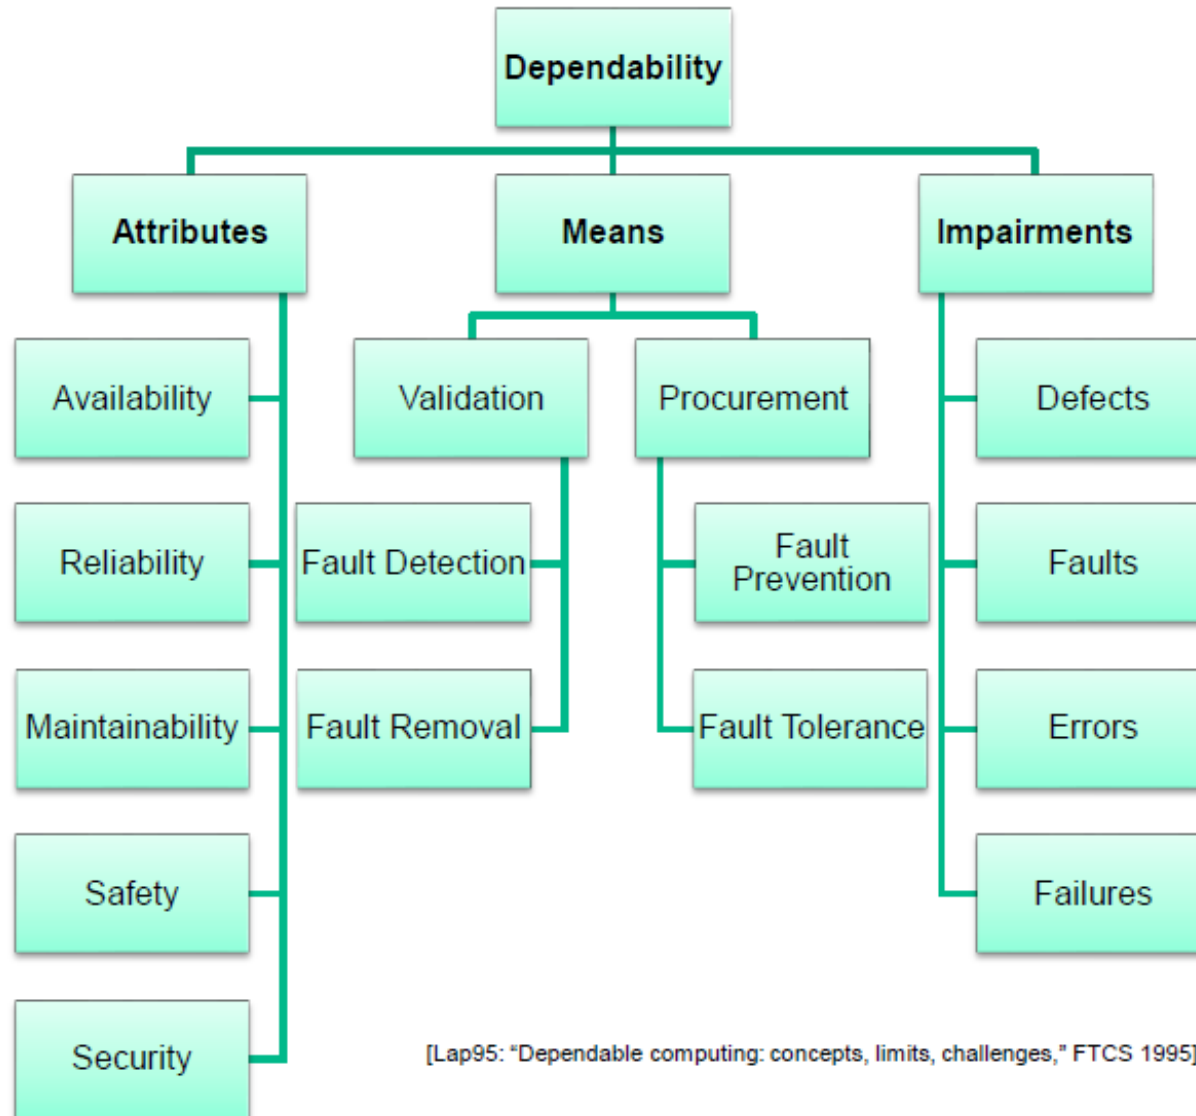 Dependability
Attributes
Means
Impairments
Availability
Validation
Procurement
Defects
Reliability
Fault Detection
Fault
Prevention
Faults
Maintainability
Fault Removal
Fault Tolerance
Errors
Safety
Failures
Security
[Lap95: “Dependable computing: concepts, limits, challenges,” FTCS 1995]